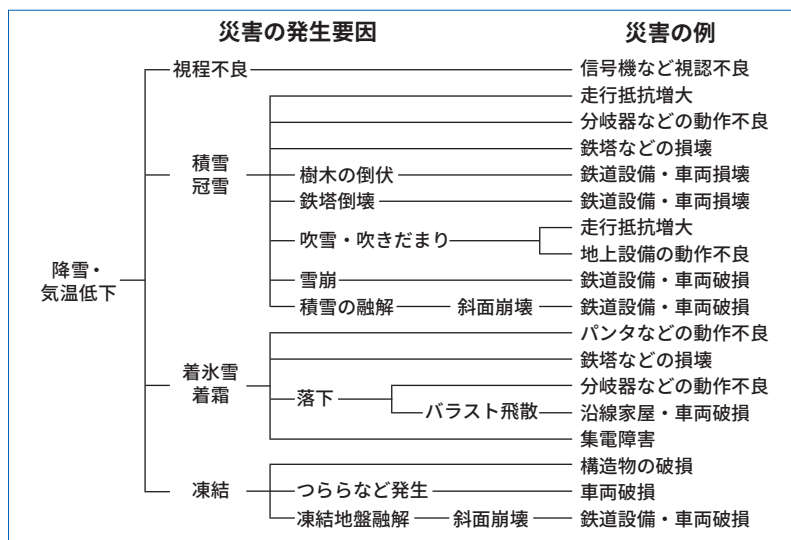 災害の発生要因 災害の例
視程不良 信号機など視認不良
走行抵抗増大
分岐器などの動作不良
鉄塔などの損壊
積雪
冠雪
樹木の倒伏 鉄道設備・車両損壊
鉄塔倒壊 鉄道設備・車両損壊
吹雪・吹きだまり 走行抵抗増大
地上設備の動作不良
降雪・
気温低下
雪崩 鉄道設備・車両破損
積雪の融解 斜面崩壊 鉄道設備・車両破損
パンタなどの動作不良
鉄塔などの損壊
着氷雪
着霜
落下 分岐器などの動作不良
バラスト飛散 沿線家屋・車両破損
集電障害
構造物の破損
凍結 つららなど発生 車両破損
凍結地盤融解 斜面崩壊 鉄道設備・車両破損